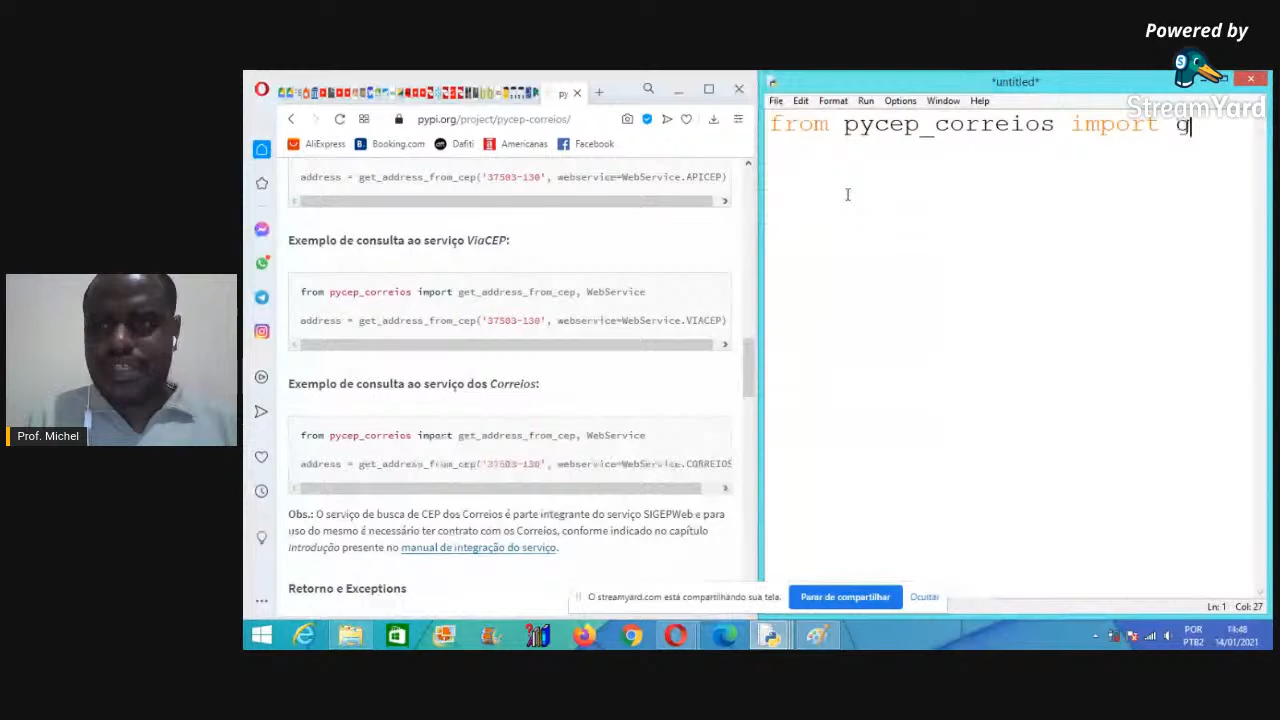 Powered by
StreamYard
Prof. Michel
py
pypi.org/project/pycep-correios/
AliExpress
Booking.com
Dafiti
Americanas
Facebook
address = get_address_from_cep('37503-130', webservice=WebService.APICEP)
Exemplo de consulta ao serviço ViaCEP:
from pycep_correios import get_address_from_cep, WebService
address = get_address_from_cep('37503-130', webservice=WebService.VIACEP)
Exemplo de consulta ao serviço dos Correios:
from pycep_correios import get_address_from_cep, WebService
address = get_address_from_cep('37503-130', webservice=WebService.CORREIOS
Obs.: O serviço de busca de CEP dos Correios é parte integrante do serviço SIGEPWeb e para
uso do mesmo é necessário ter contrato com os Correios, conforme indicado no capítulo
Introdução presente no manual de integração do serviço.
Retorno e Exceptions
*untitled*
File Edit Format Run Options Window Help
from pycep_correios import g
O streamyard.com está compartilhando sua tela.
Parar de compartilhar
Ocultar
Ln: 1 Col: 27
POR
PTB2
14:48
14/01/2021